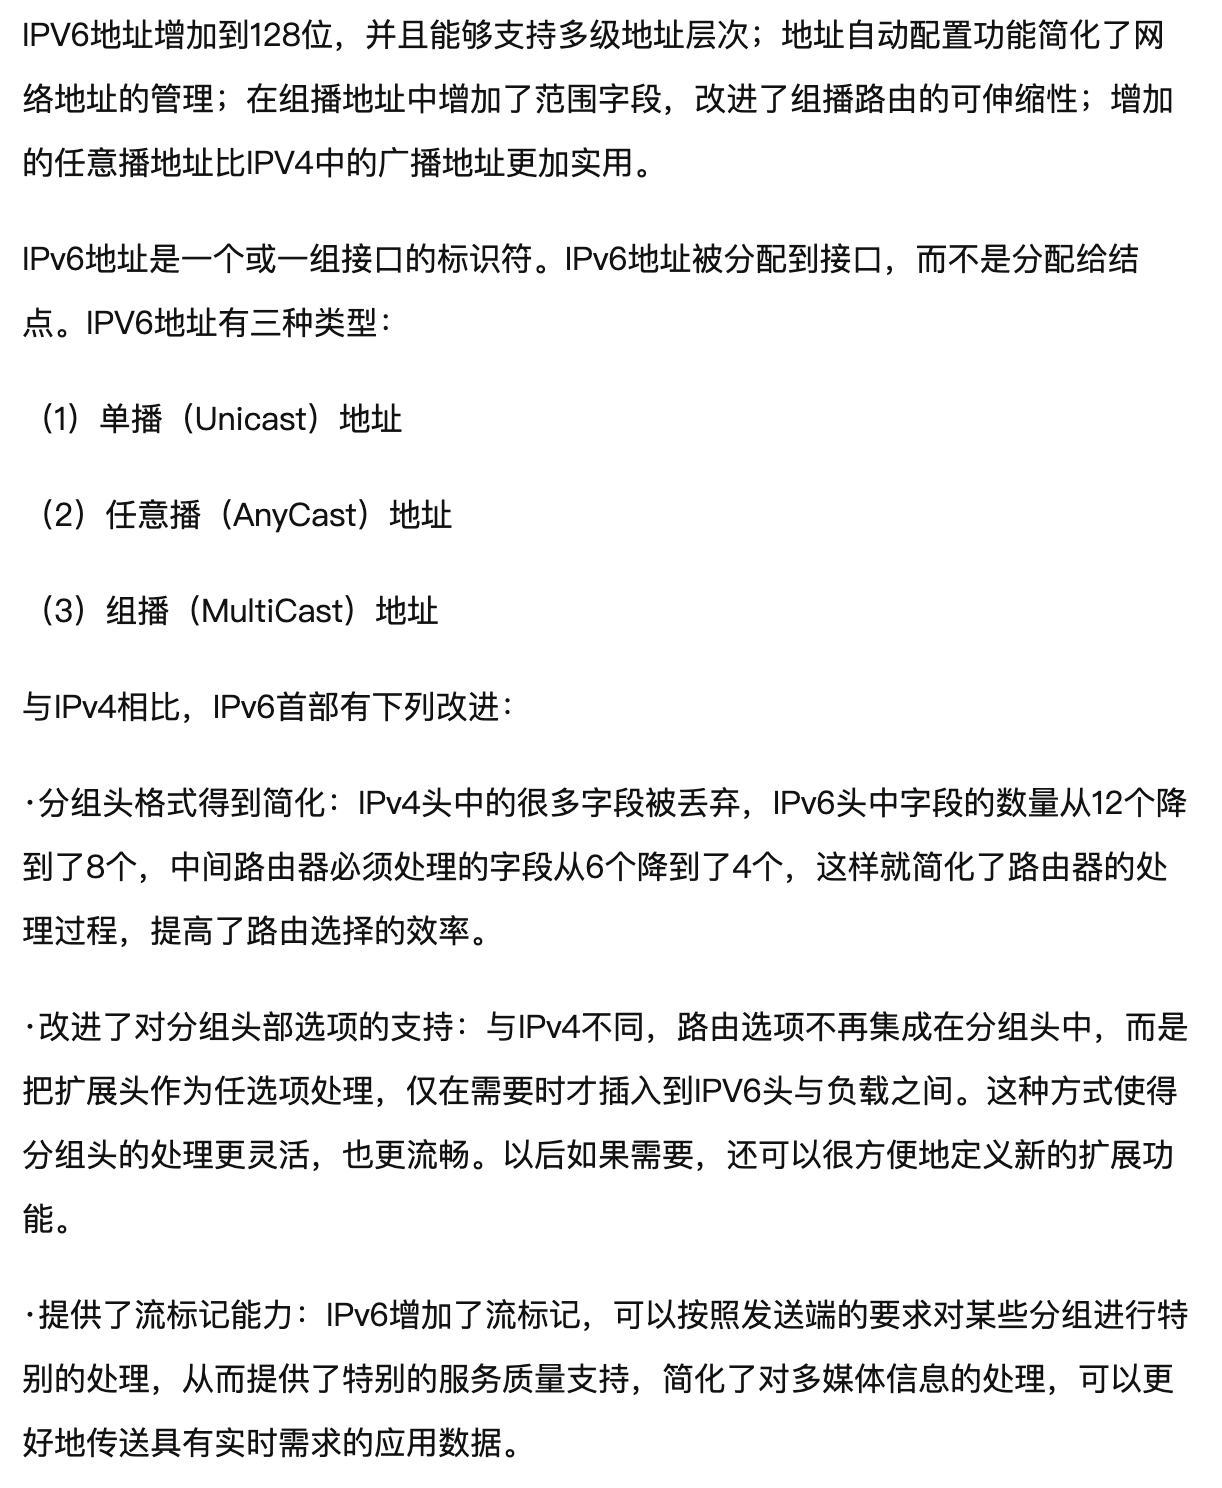 IPV6地址增加到128位，并且能够支持多级地址层次；地址自动配置功能简化了网
络地址的管理；在组播地址中增加了范围字段，改进了组播路由的可伸缩性；增加
的任意播地址比IPV4中的广播地址更加实用。
IPv6地址是一个或一组接口的标识符。IPv6地址被分配到接口，而不是分配给结
点。IPV6地址有三种类型：
（1）单播（Unicast）地址
（2）任意播（AnyCast）地址
（3）组播（MultiCast）地址
与IPv4相比，IPv6首部有下列改进：
·分组头格式得到简化：IPv4头中的很多字段被丢弃，IPv6头中字段的数量从12个降
到了8个，中间路由器必须处理的字段从6个降到了4个，这样就简化了路由器的处
理过程，提高了路由选择的效率。
·改进了对分组头部选项的支持：与IPv4不同，路由选项不再集成在分组头中，而是
把扩展头作为任选项处理，仅在需要时才插入到IPV6头与负载之间。这种方式使得
分组头的处理更灵活，也更流畅。以后如果需要，还可以很方便地定义新的扩展功
能。
·提供了流标记能力：IPv6增加了流标记，可以按照发送端的要求对某些分组进行特
别的处理，从而提供了特别的服务质量支持，简化了对多媒体信息的处理，可以更
好地传送具有实时需求的应用数据。